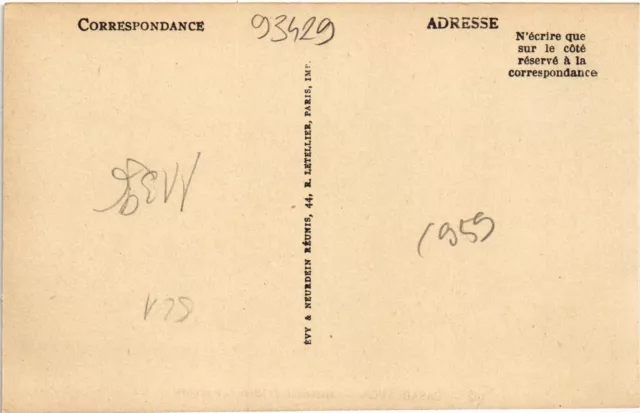 CORRESPONDANCE
93429
ADRESSE
N'écrire que
sur le côté
réservé à la
correspondance
ÉVY & NEURDEIN RÉUNIS, 44, R. LETELLIER, PARIS, IMP.
1959